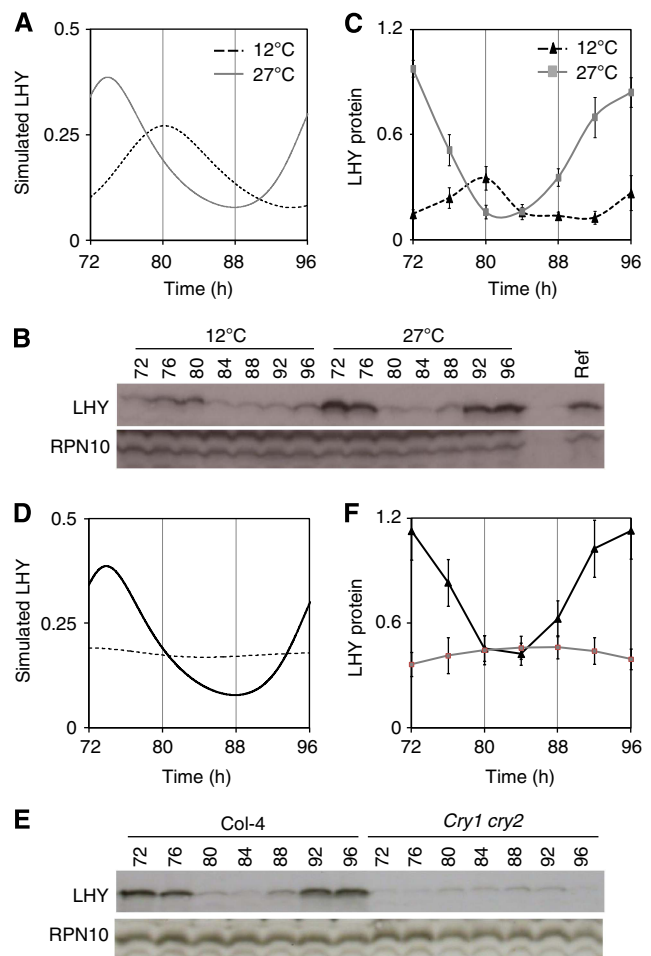 A
0.5
0.25
0
Simulated LHY
12°C
27°C
72 80 88 96
Time (h)
C
1.2
0.6
0
LHY protein
12°C
27°C
72 80 88 96
Time (h)
B
12°C 27°C
72 76 80 84 88 92 96 72 76 80 84 88 92 96 Ref
LHY
RPN10
D
0.5
0.25
0
Simulated LHY
72 80 88 96
Time (h)
F
1.2
0.6
0
LHY protein
72 80 88 96
Time (h)
E
Col-4 Cry1 cry2
72 76 80 84 88 92 96 72 76 80 84 88 92 96
LHY
RPN10